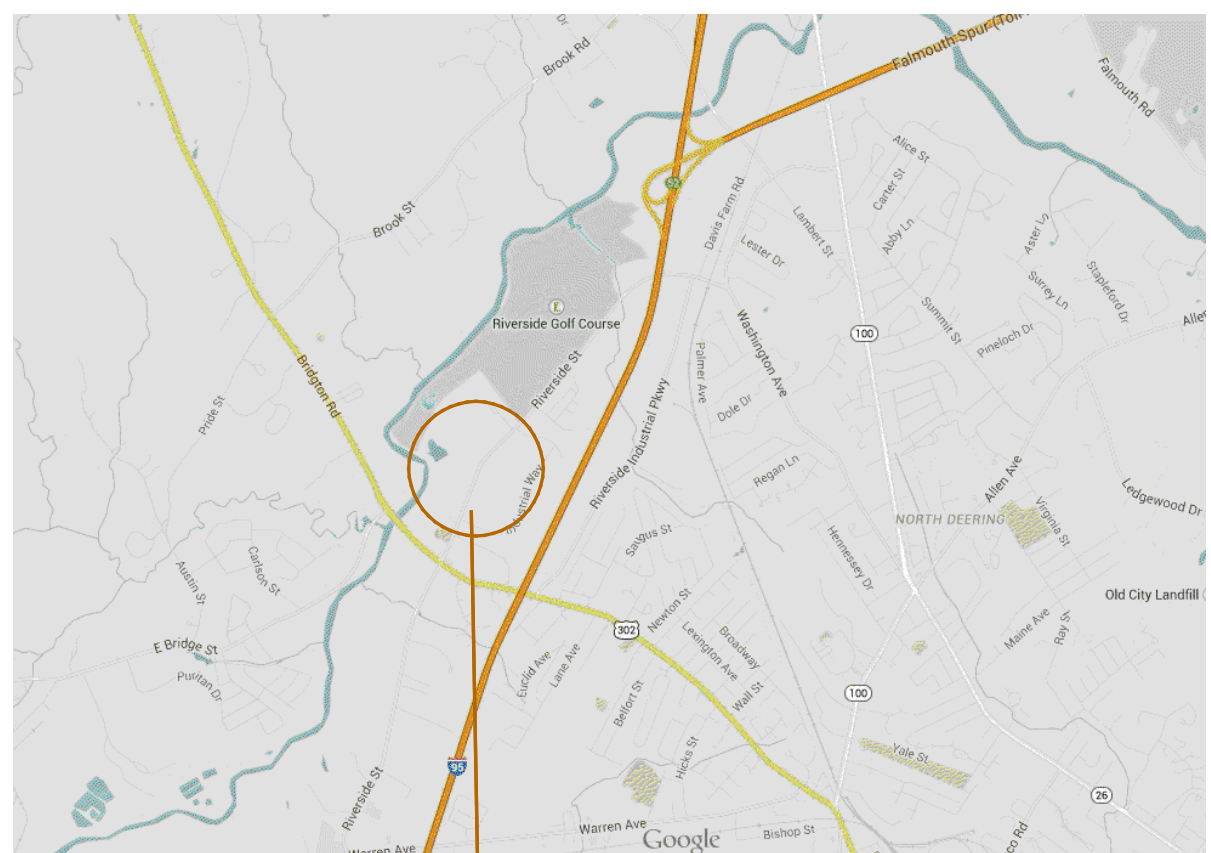 Dr
Falmouth Spur (Toll
Brook Rd
Falmouth Rd
Alice St
Carter St
52
Davis Farm Rd
Brook St
Lambert St
Abby Ln
Aster Ln
Lester Dr
Surrey Ln
Stapleford Dr
Riverside Golf Course
Summit St
Allen
Washington Ave
100
Pineloch Dr
Bridgton Rd
Riverside St
Palmer Ave
Pride St
Dole Dr
Riverside Industrial Pkwy
Regan Ln
Allen Ave
Industrial Way
Ledgewood Dr
Virginia St
NORTH DEERING
Saugus St
Hennessey Dr
Carlson St
Austin St
Old City Landfill
Newton St
302
Maine Ave
Ray St
E Bridge St
Broadway
Lexington Ave
Euclid Ave
Lane Ave
Puritan Dr
Belfort St
Wall St
100
Hicks St
Yale St
95
Riverside St
26
Warren Ave
Bishop St
Google
Warren Ave
co Rd